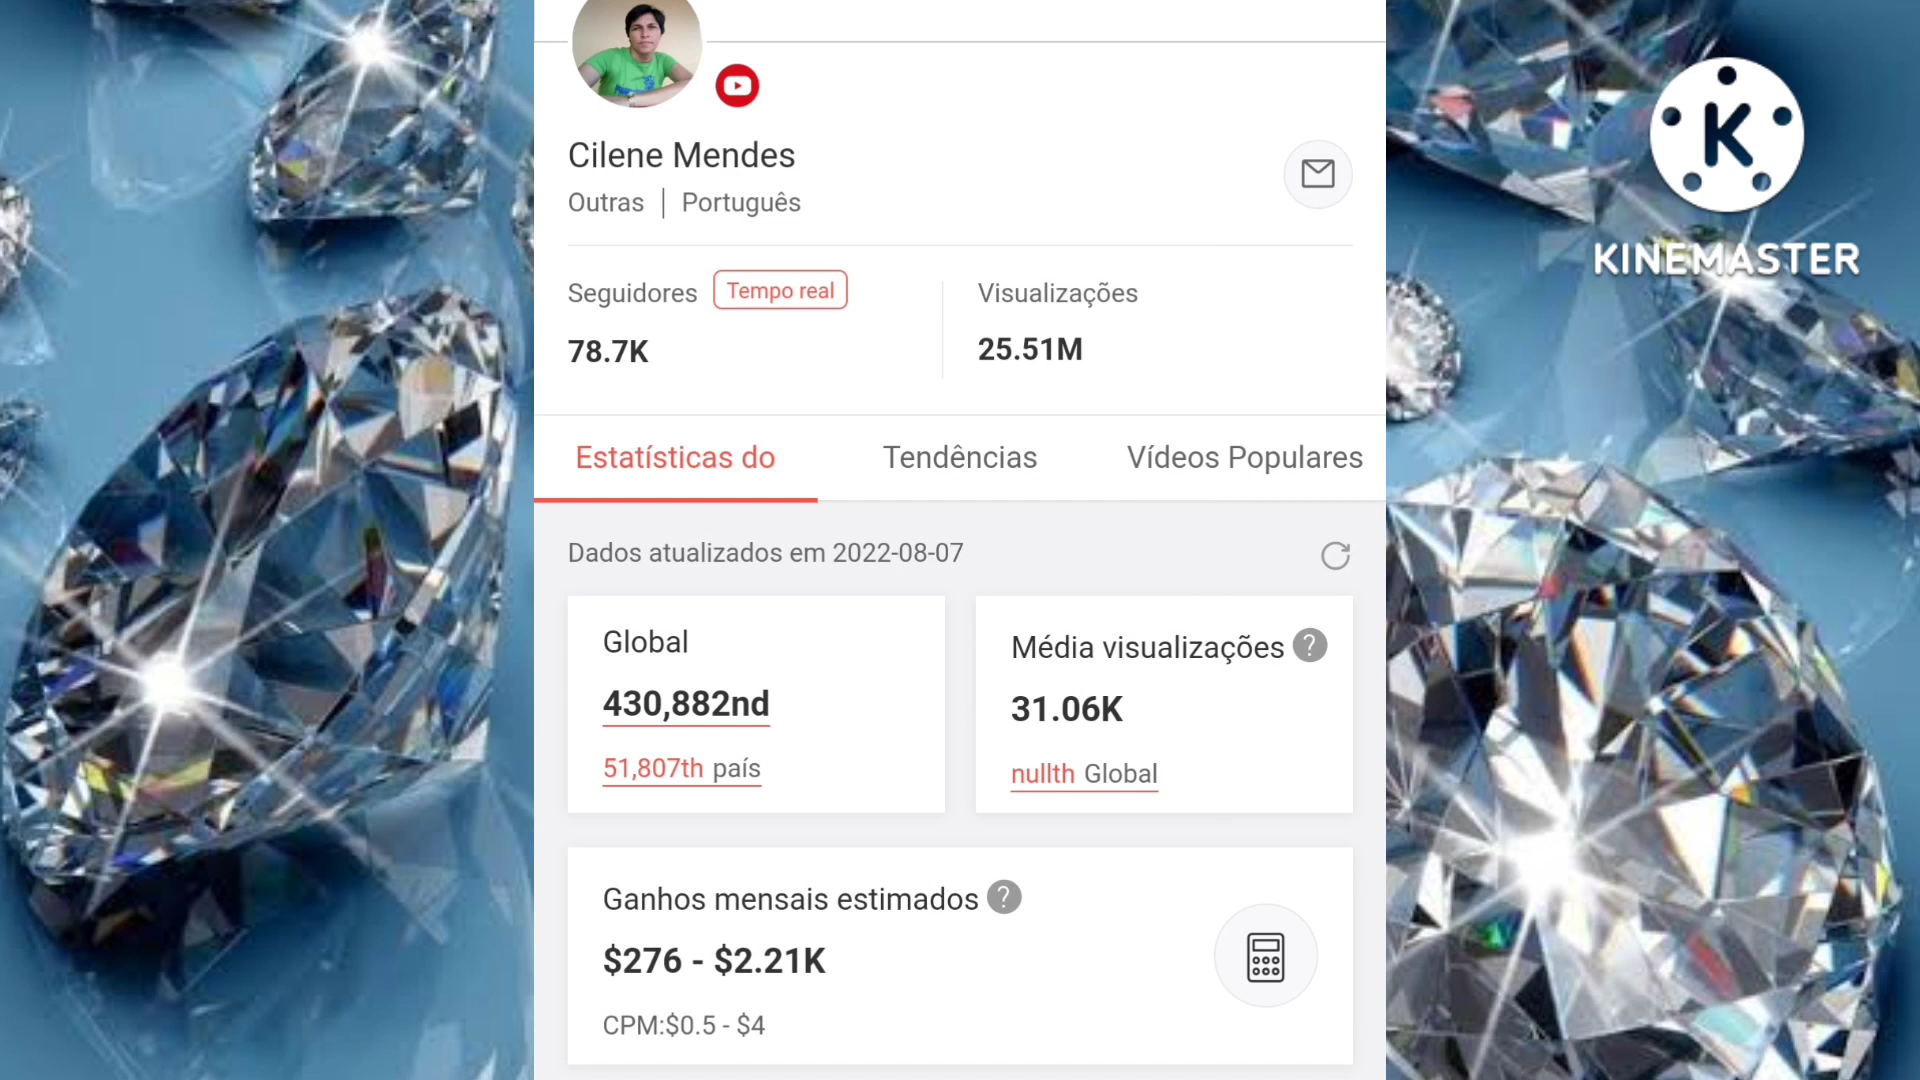 Cilene Mendes
Outras | Português
Seguidores Tempo real
78.7K
Visualizações
25.51M
Estatísticas do Tendências Vídeos Populares
Dados atualizados em 2022-08-07
Global
430,882nd
51,807th país
Média visualizações ?
31.06K
nullth Global
Ganhos mensais estimados ?
$276 - $2.21K
CPM:$0.5 - $4
K
KINEMASTER